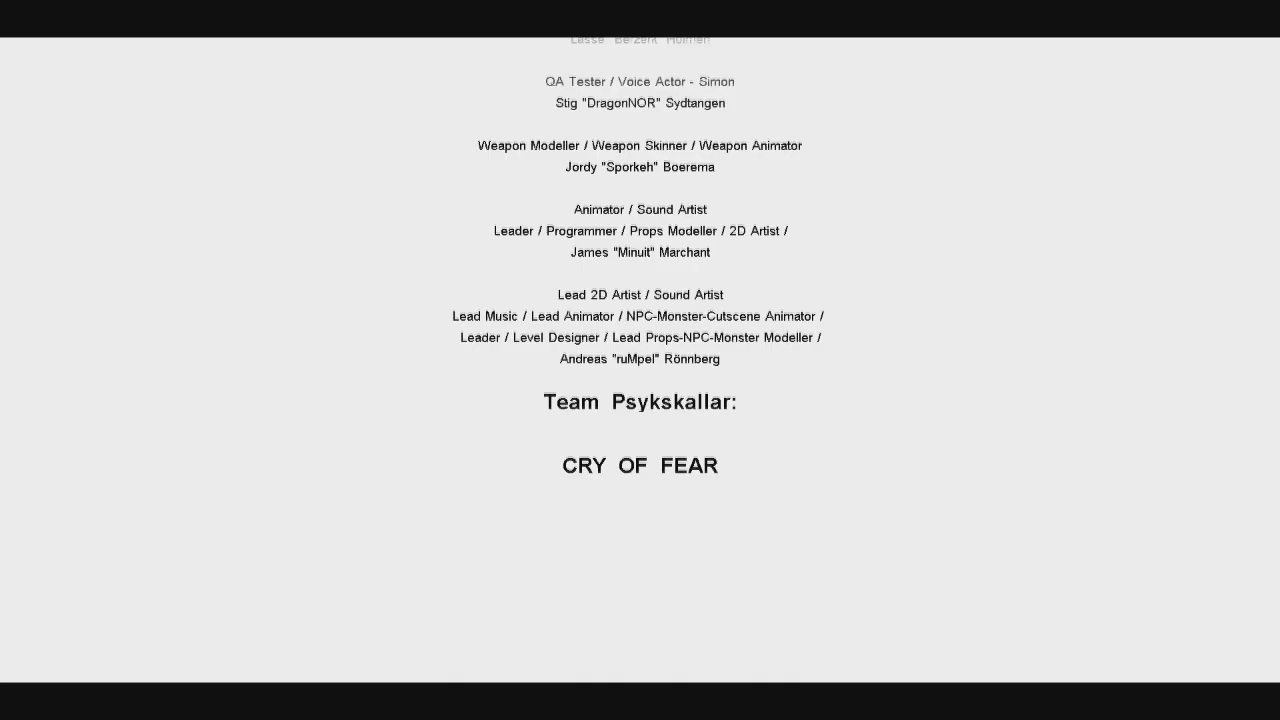 Lasse "Berzerk" Holmen
QA Tester / Voice Actor - Simon
Stig "DragonNOR" Sydtangen
Weapon Modeller / Weapon Skinner / Weapon Animator
Jordy "Sporkeh" Boerema
Animator / Sound Artist
Leader / Programmer / Props Modeller / 2D Artist /
James "Minuit" Marchant
Lead 2D Artist / Sound Artist
Lead Music / Lead Animator / NPC-Monster-Cutscene Animator /
Leader / Level Designer / Lead Props-NPC-Monster Modeller /
Andreas "ruMpel" Rönnberg
Team Psykskallar:
CRY OF FEAR